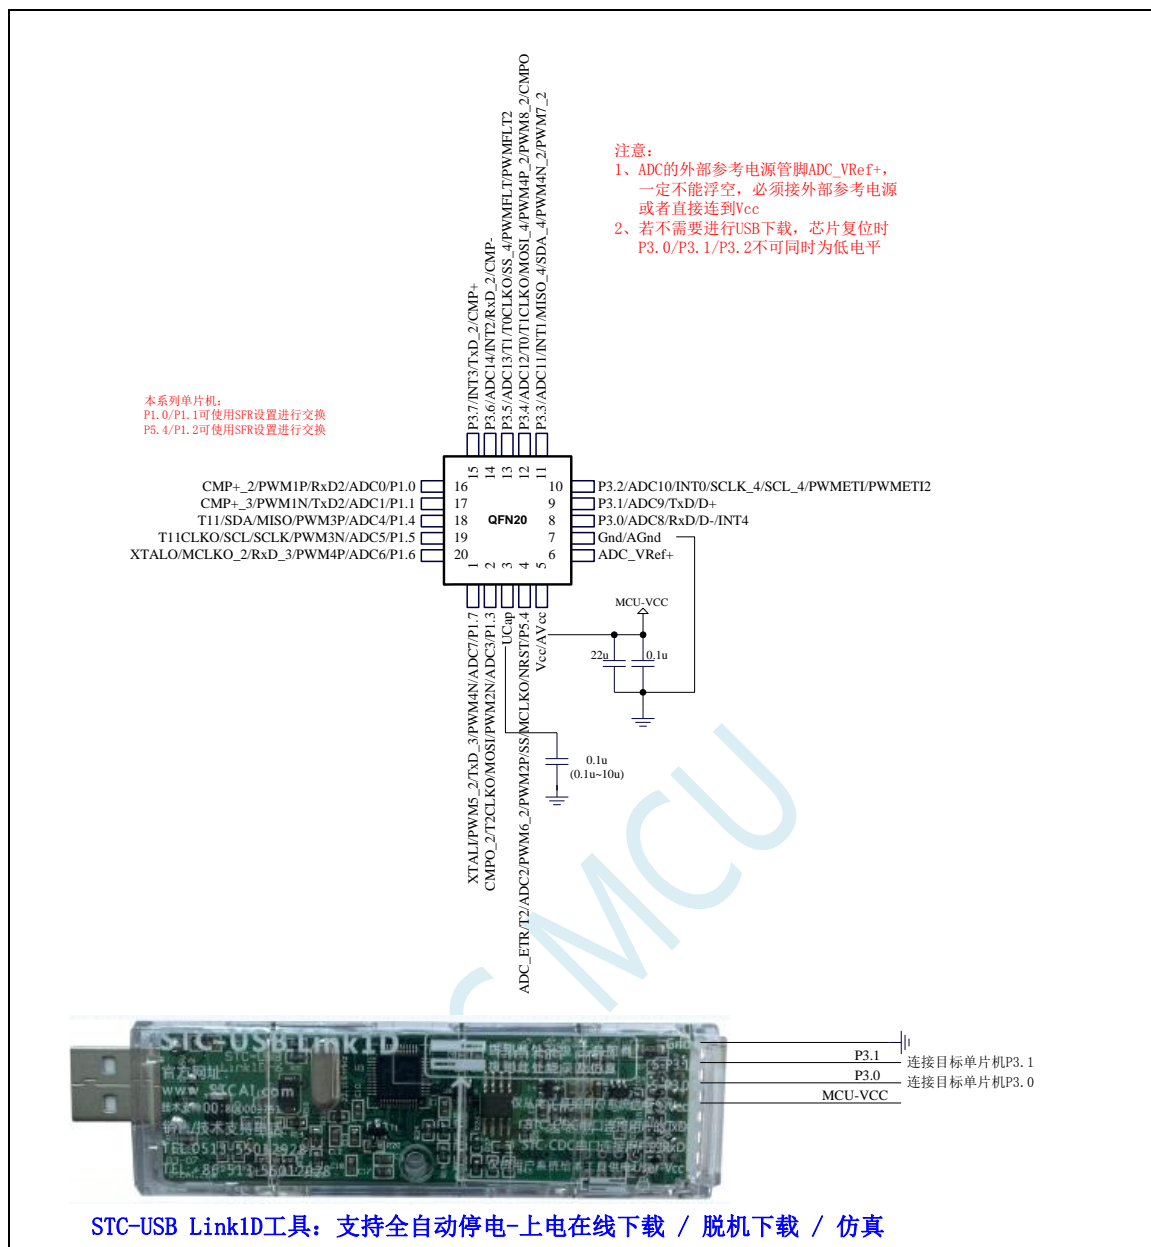 P3.7/INT3/TxD_2/CMP+
P3.6/ADC14/INT2/RxD_2/CMP-
P3.5/ADC13/T1/T0CLKO/SS_4/PWMFLT/PWMFLT2
P3.4/ADC12/T0/T1CLKO/MOSI_4/PWM4P_2/PWM8_2/CMPO
P3.3/ADC11/INT1/MISO_4/SDA_4/PWM4N_2/PWM7_2
注意:
1、ADC的外部参考电源管脚ADC_VRef+,
一定不能浮空，必须接外部参考电源
或者直接连到Vcc
2、若不需要进行USB下载，芯片复位时
P3.0/P3.1/P3.2不可同时为低电平
本系列单片机:
P1.0/P1.1可使用SFR设置进行交换
P5.4/P1.2可使用SFR设置进行交换
15 14 13 12 11
CMP+_2/PWM1P/RxD2/ADC0/P1.0 16
CMP+_3/PWM1N/TxD2/ADC1/P1.1 17
T11/SDA/MISO/PWM3P/ADC4/P1.4 18
T11CLKO/SCL/SCLK/PWM3N/ADC5/P1.5 19
XTALO/MCLKO_2/RxD_3/PWM4P/ADC6/P1.6 20
QFN20
10 P3.2/ADC10/INT0/SCLK_4/SCL_4/PWMETI/PWMETI2
9 P3.1/ADC9/TxD/D+
8 P3.0/ADC8/RxD/D-/INT4
7 Gnd/AGnd
6 ADC_VRef+
1 2 3 4 5
XTALI/PWM5_2/TxD_3/PWM4N/ADC7/P1.7
CMPO_2/T2CLKO/MOSI/PWM2N/ADC3/P1.3
UCap
ADC_ETR/T2/ADC2/PWM6_2/PWM2P/SS/MCLKO/NRST/P5.4
Vcc/AVcc
MCU-VCC
22u 0.1u
0.1u
(0.1u~10u)
MCU
STC-USB Link1D
官方网址:
www.STCAI.com
Gnd
P3.1 连接目标单片机P3.1
P3.0 连接目标单片机P3.0
MCU-VCC
TEL:0513-55012928
STC-USB Link1D工具: 支持全自动停电-上电在线下载 / 脱机下载 / 仿真